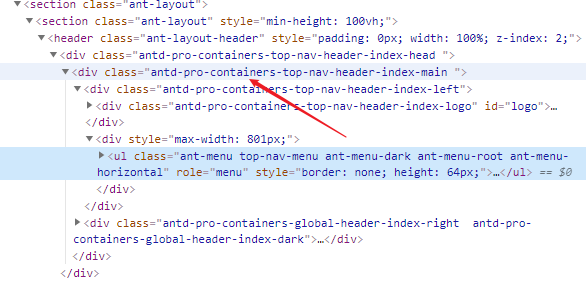 ▼<section class="ant-layout">
▼<section class="ant-layout" style="min-height: 100vh;">
▼<header class="ant-layout-header" style="padding: 0px; width: 100%; z-index: 2;">
▼<div class="antd-pro-containers-top-nav-header-index-head ">
▼<div class="antd-pro-containers-top-nav-header-index-main ">
▼<div class="antd-pro-containers-top-nav-header-index-left">
▶<div class="antd-pro-containers-top-nav-header-index-logo" id="logo">…
</div>
▼<div style="max-width: 801px;">
▶<ul class="ant-menu top-nav-menu ant-menu-dark ant-menu-root ant-menu-
horizontal" role="menu" style="border: none; height: 64px;">…</ul> == $0
</div>
</div>
▶<div class="antd-pro-containers-global-header-index-right  antd-pro-
containers-global-header-index-dark">…</div>
</div>
</div>